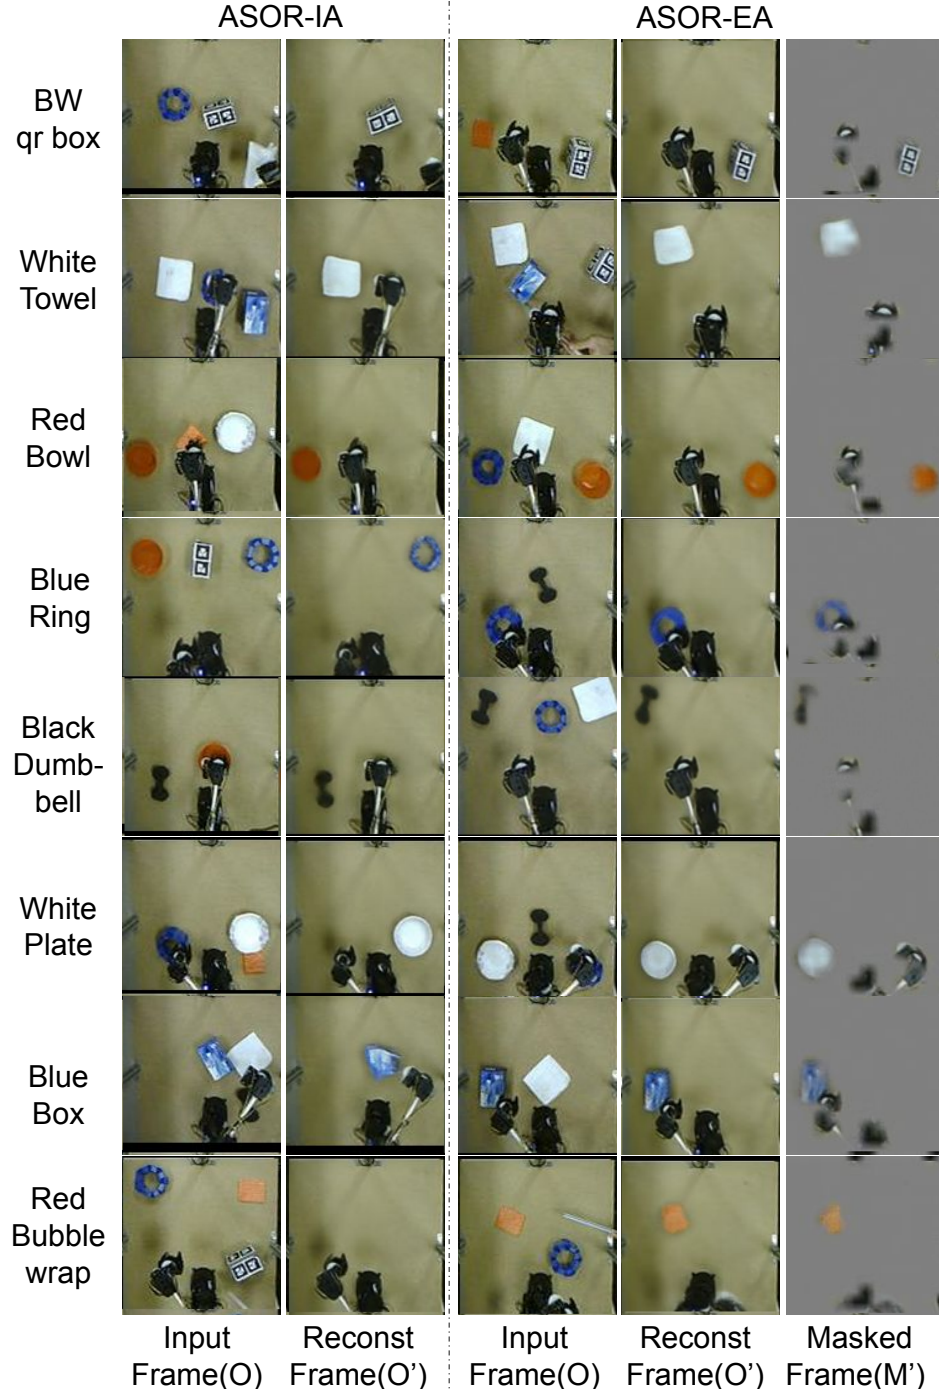 ASOR-IA
ASOR-EA
BW
qr box
White
Towel
Red
Bowl
Blue
Ring
Black
Dumb-
bell
White
Plate
Blue
Box
Red
Bubble
wrap
Input
Frame(O)
Reconst
Frame(O’)
Input
Frame(O)
Reconst
Frame(O’)
Masked
Frame(M’)